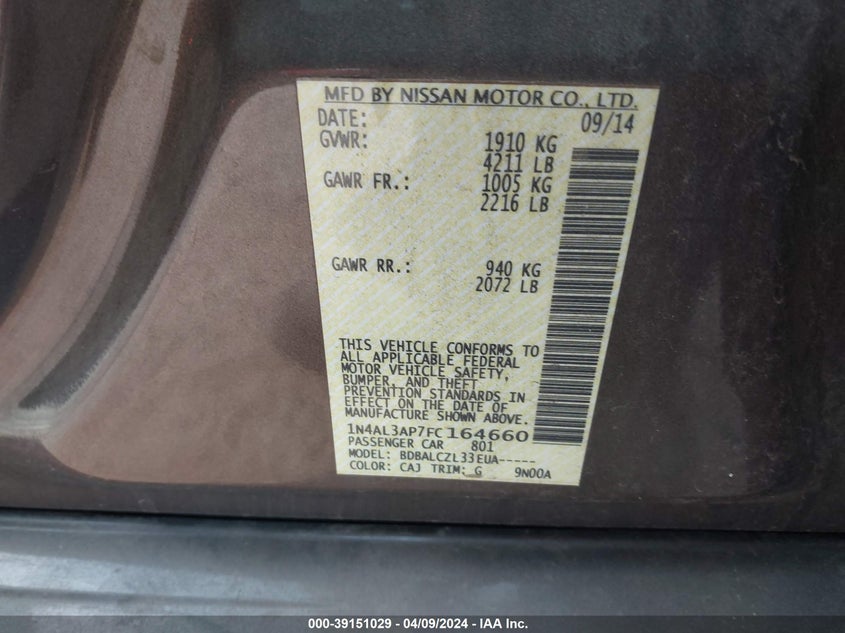 MFD BY NISSAN MOTOR CO., LTD.
DATE: 09/14
GVWR: 1910 KG
4211 LB
GAWR FR.: 1005 KG
2216 LB
GAWR RR.: 940 KG
2072 LB
THIS VEHICLE CONFORMS TO
ALL APPLICABLE FEDERAL
MOTOR VEHICLE SAFETY,
BUMPER, AND THEFT
PREVENTION STANDARDS IN
EFFECT ON THE DATE OF
MANUFACTURE SHOWN ABOVE.
1N4AL3AP7FC164660
PASSENGER CAR 801
MODEL: BDBALCZL33EUA-----
COLOR: CAJ TRIM: G 9N00A
000-39151029 - 04/09/2024 - IAA Inc.